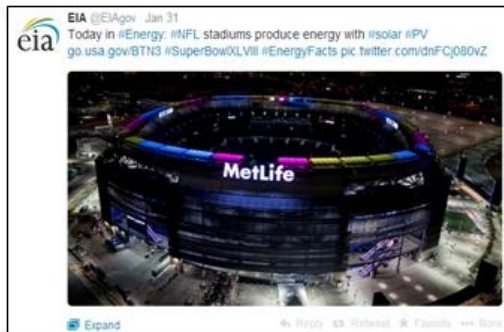 eia
EIA @EIAgov · Jan 31
Today in #Energy: #NFL stadiums produce energy with #solar #PV
go.usa.gov/BTN3 #SuperBowlXLVIII #EnergyFacts pic.twitter.com/dnFCj080vZ
MetLife
Expand
Reply Retweet Favorite More